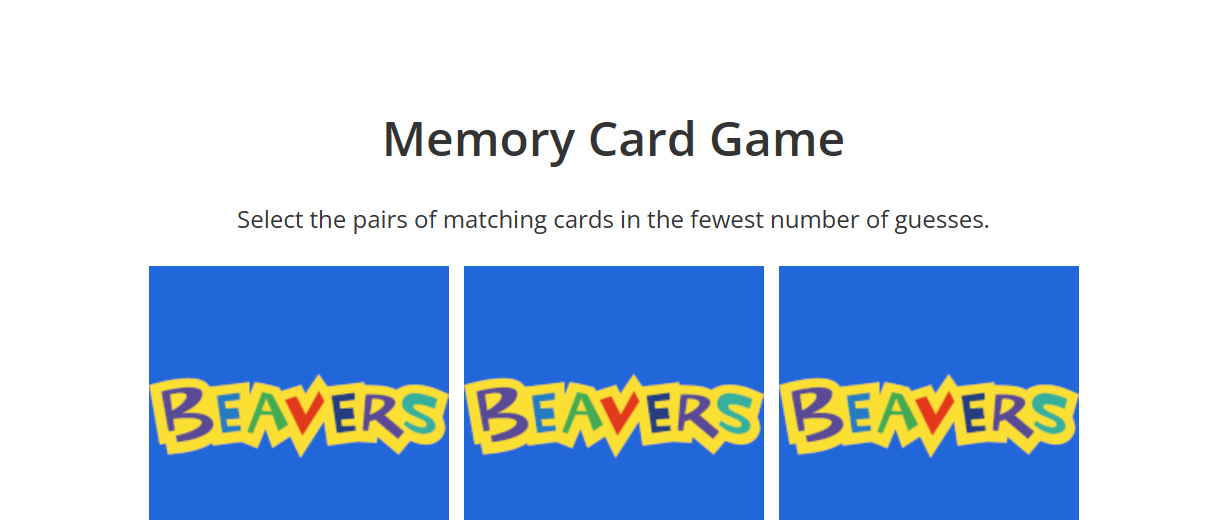 Memory Card Game
Select the pairs of matching cards in the fewest number of guesses.
BEAVERS BEAVERS BEAVERS